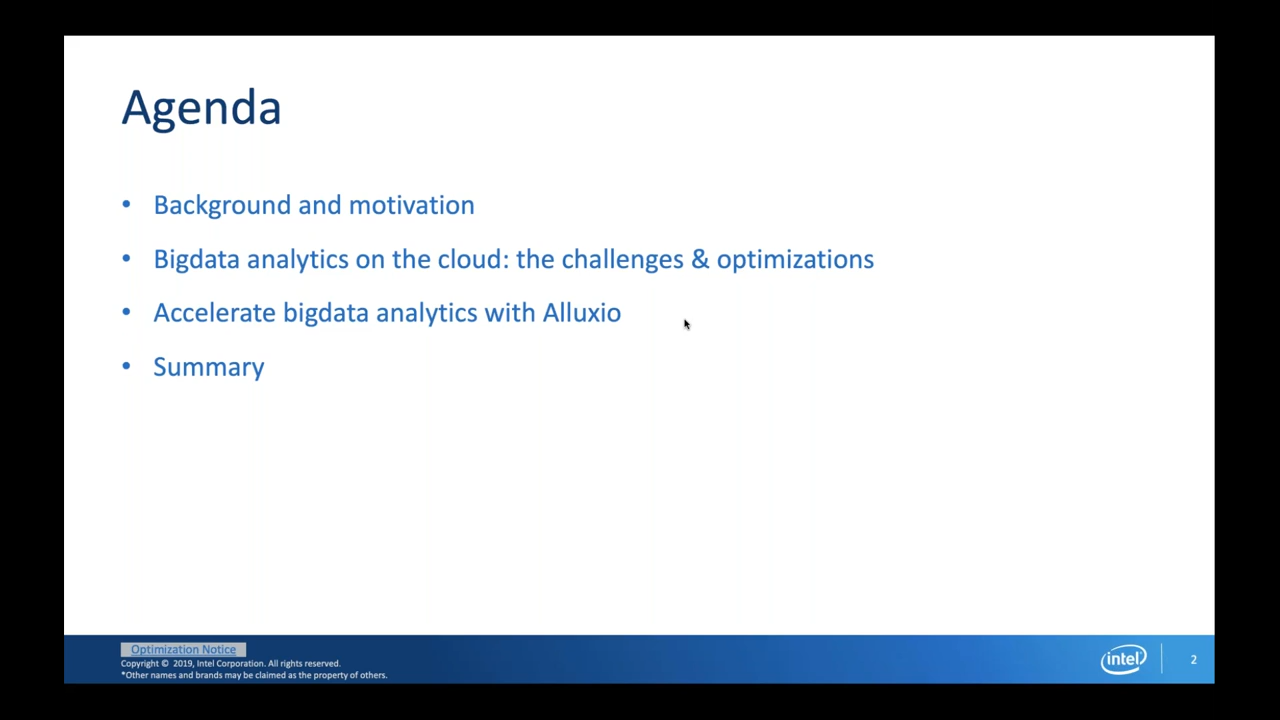 Agenda
• Background and motivation
• Bigdata analytics on the cloud: the challenges & optimizations
• Accelerate bigdata analytics with Alluxio
• Summary
Optimization Notice
Copyright © 2019, Intel Corporation. All rights reserved.
*Other names and brands may be claimed as the property of others.
intel
2